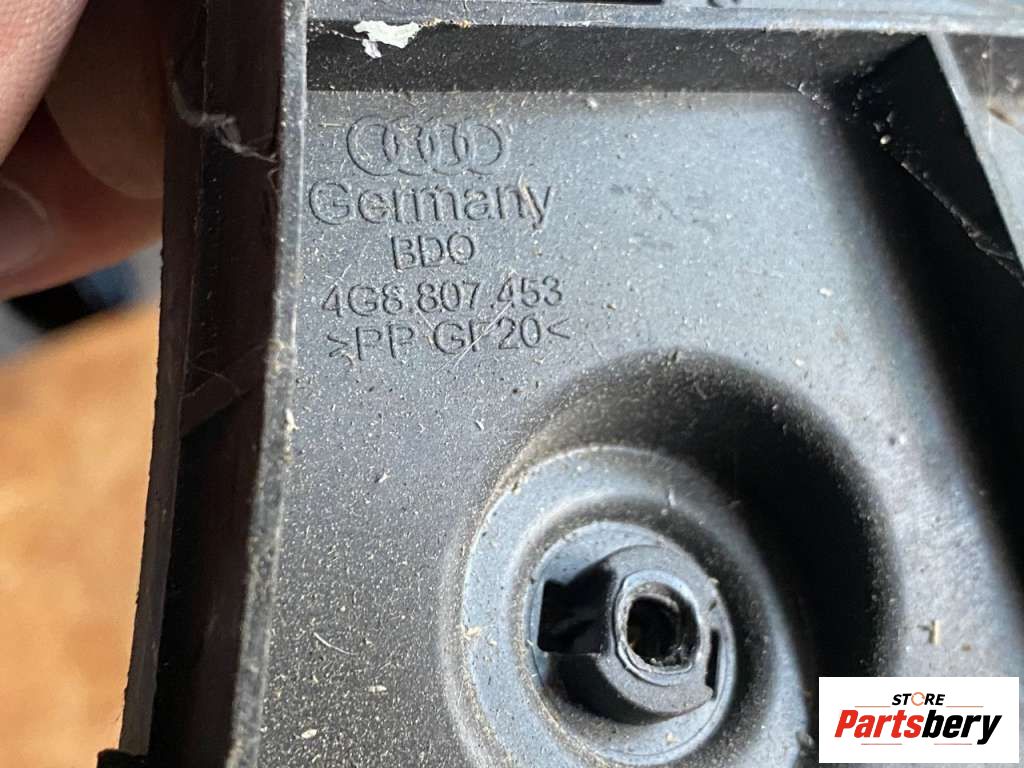 Germany
BDO
4G8.807.453
>PP GF20<
STORE
Partsbery